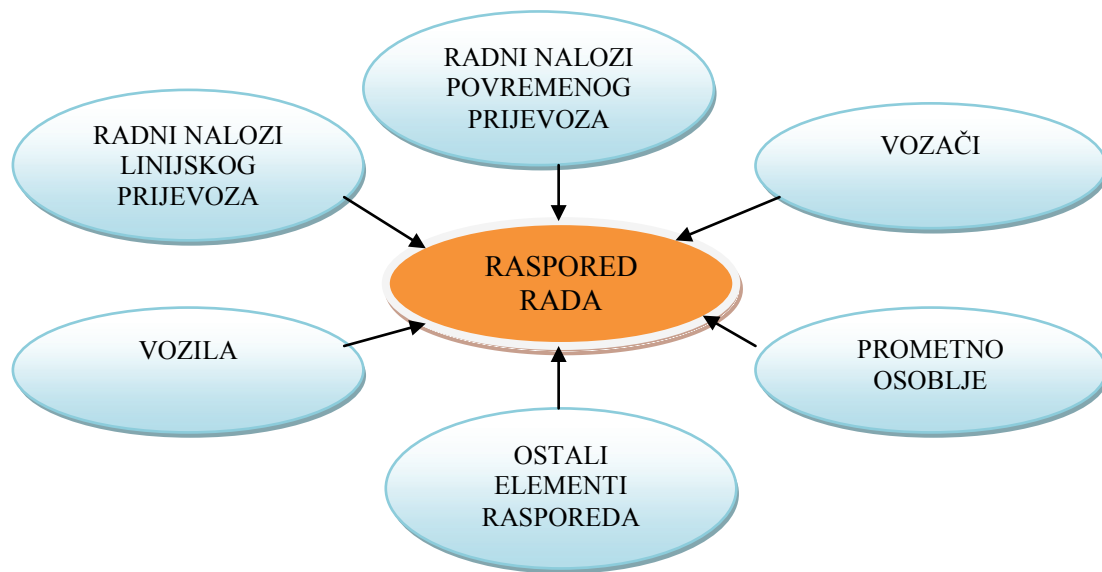 RADNI NALOZI
POVREMENOG
PRIJEVOZA
RADNI NALOZI
LINIJSKOG
PRIJEVOZA
VOZAČI
RASPORED
RADA
VOZILA
PROMETNO
OSOBLJE
OSTALI
ELEMENTI
RASPOREDA